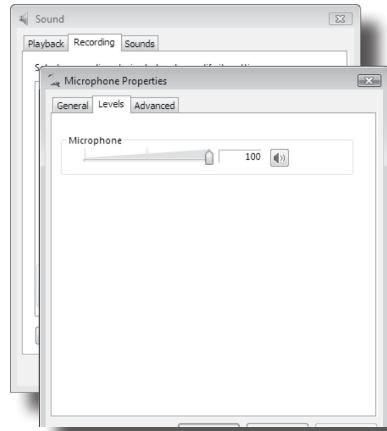 Sound
Playback Recording Sounds
Microphone Properties
General Levels Advanced
Microphone
100